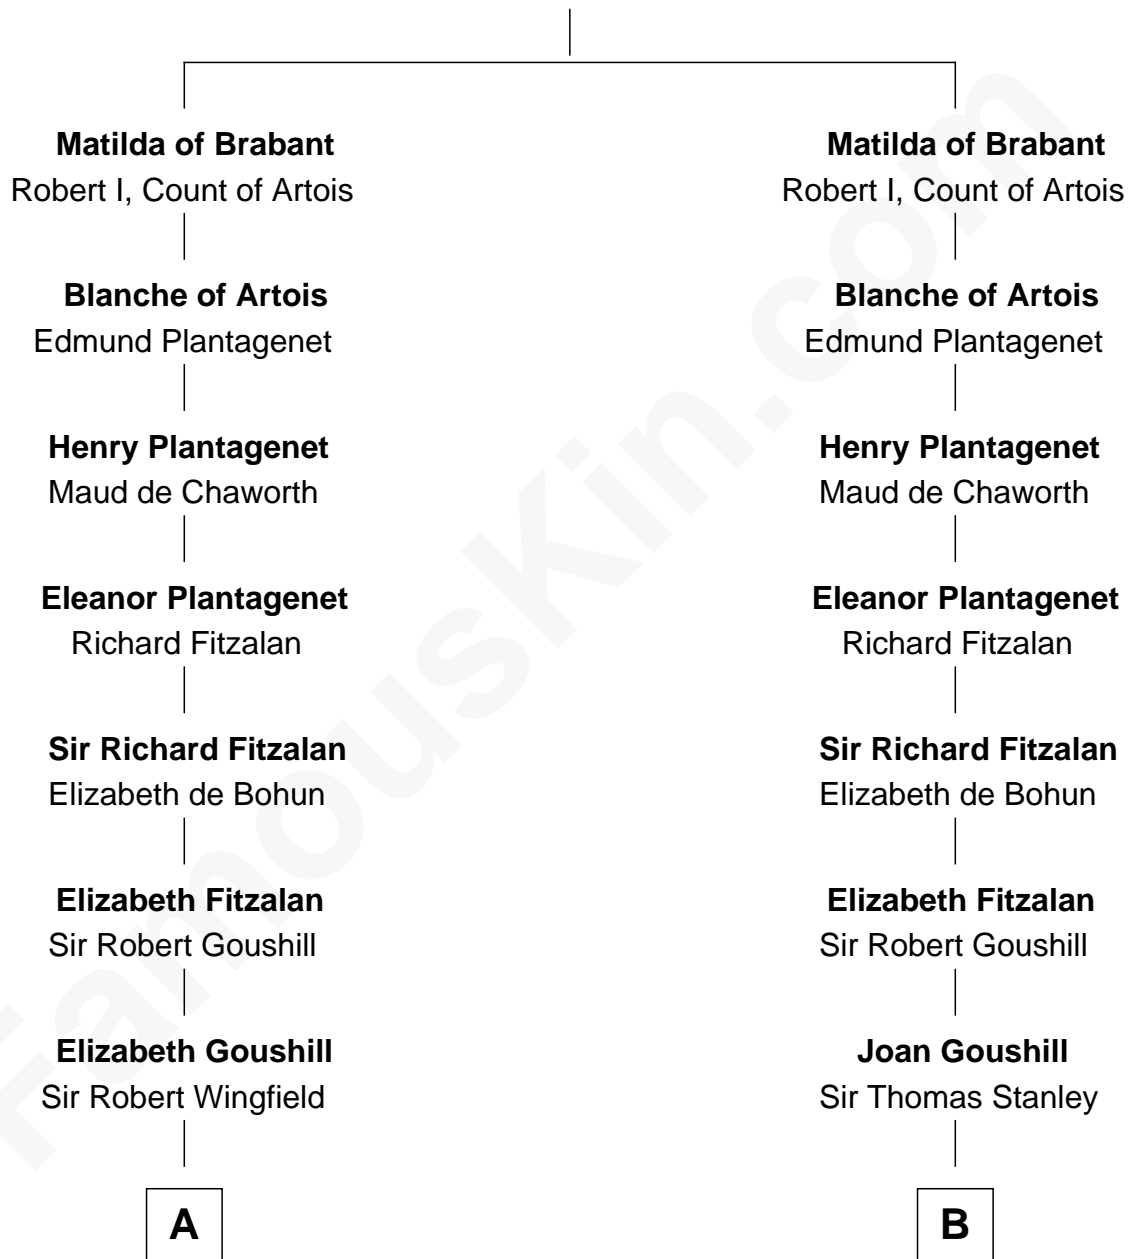 Matilda of Brabant
Robert I, Count of Artois
Blanche of Artois
Edmund Plantagenet
Henry Plantagenet
Maud de Chaworth
Eleanor Plantagenet
Richard Fitzalan
Sir Richard Fitzalan
Elizabeth de Bohun
Elizabeth Fitzalan
Sir Robert Goushill
Elizabeth Goushill
Sir Robert Wingfield
A
Matilda of Brabant
Robert I, Count of Artois
Blanche of Artois
Edmund Plantagenet
Henry Plantagenet
Maud de Chaworth
Eleanor Plantagenet
Richard Fitzalan
Sir Richard Fitzalan
Elizabeth de Bohun
Elizabeth Fitzalan
Sir Robert Goushill
Joan Goushill
Sir Thomas Stanley
B
FamousKin.com